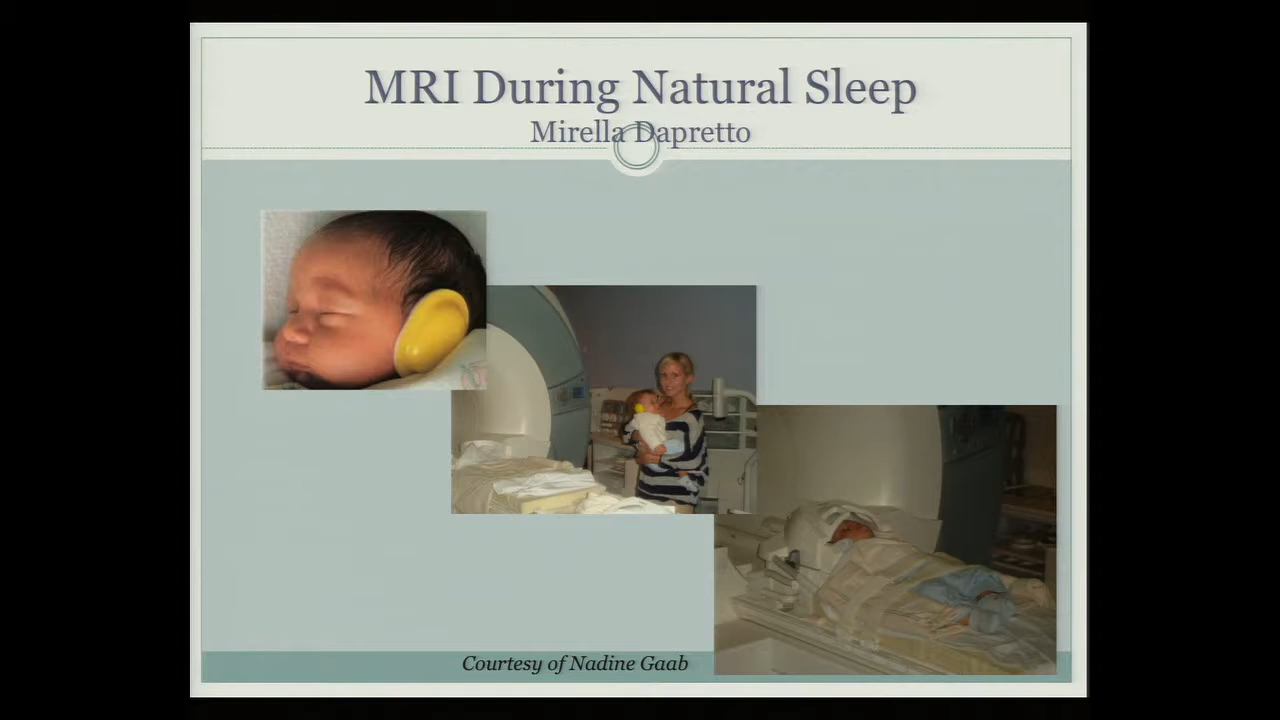 MRI During Natural Sleep
Mirella Dapretto
Courtesy of Nadine Gaab